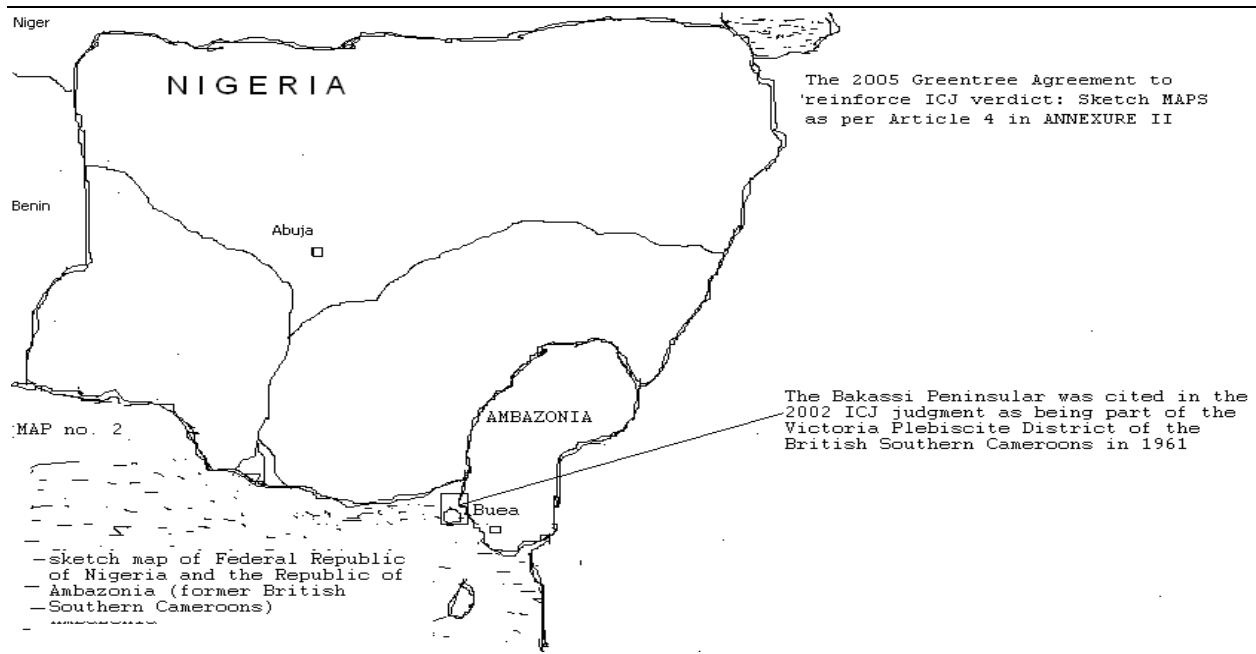 Niger
NIGERIA
The 2005 Greentree Agreement to
'reinforce ICJ verdict: Sketch MAPS
as per Article 4 in ANNEXURE II
Benin
Abuja
The Bakassi Peninsular was cited in the
2002 ICJ judgment as being part of the
Victoria Plebiscite District of the
British Southern Cameroons in 1961
AMBAZONIA
MAP no. 2
Buea
sketch map of Federal Republic
of Nigeria and the Republic of
Ambazonia (former British
Southern Cameroons)